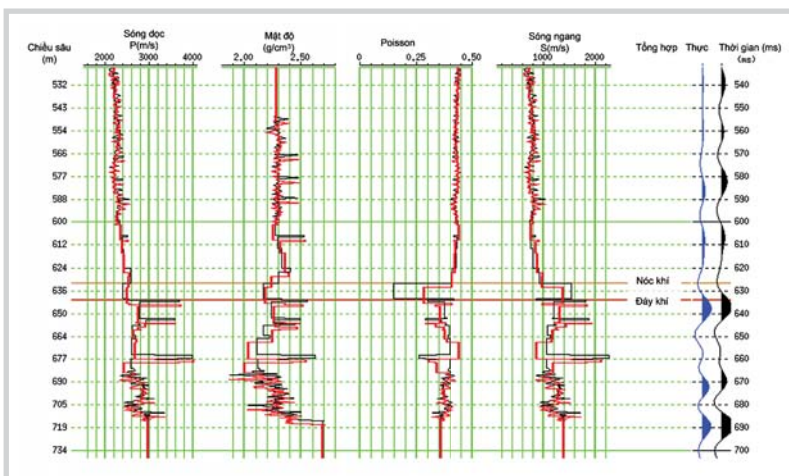 Chiều sâu (m)
Sóng dọc P(m/s)
Mật độ (g/cm³)
Poisson
Sóng ngang S(m/s)
Tổng hợp
Thực
Thời gian (ms)
(ms)
2000 3000 4000
2,00 2,50
0 0,25 0,50
1000 2000
532 540
543 550
554 560
566 570
577 580
588 590
600 600
612 610
624 620
Nóc khí
636 630
Đáy khí
650 640
664 650
677 660
690 670
705 680
719 690
734 700